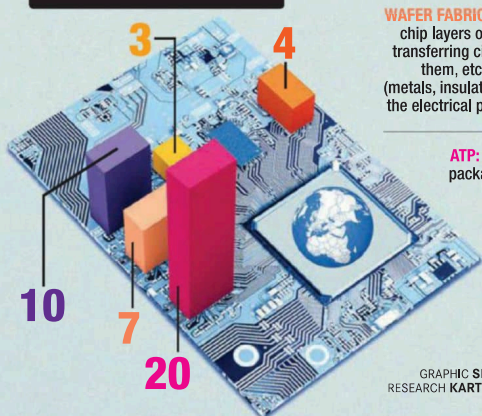 3
4
10
7
20
WAFER FABRIC
chip layers o
transferring c
them, etc
(metals, insulat
the electrical p
ATP:
packa
GRAPHIC
RESEARCH KART